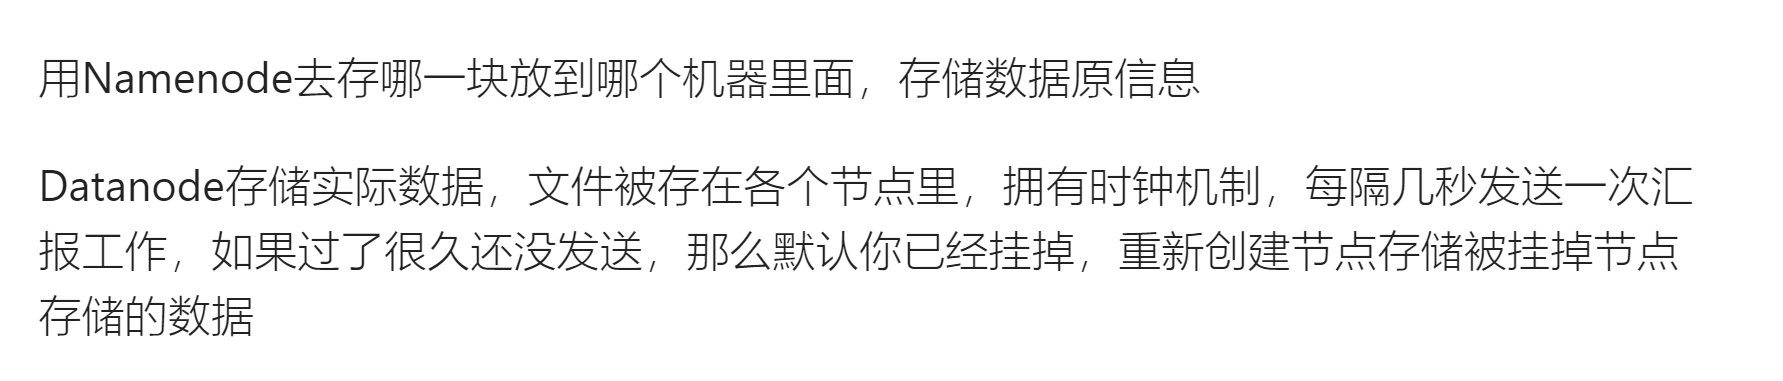 用Namenode去存哪一块放到哪个机器里面，存储数据原信息
Datanode存储实际数据，文件被存在各个节点里，拥有时钟机制，每隔几秒发送一次汇
报工作，如果过了很久还没发送，那么默认你已经挂掉，重新创建节点存储被挂掉节点
存储的数据